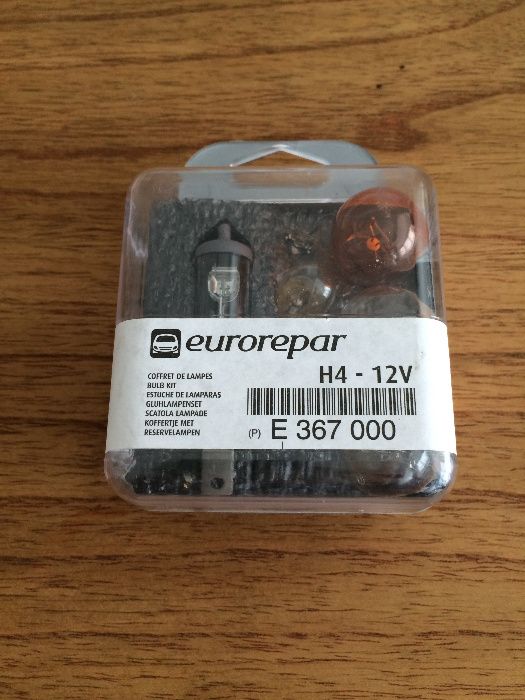 eurorepar
H4 - 12V
COFFRET DE LAMPES
BULB KIT
ESTUCHE DE LAMPARAS
GLUHLAMPENSET
SCATOLA LAMPADE
KOFFERTJE MET
RESERVELAMPEN
(P) E 367 000